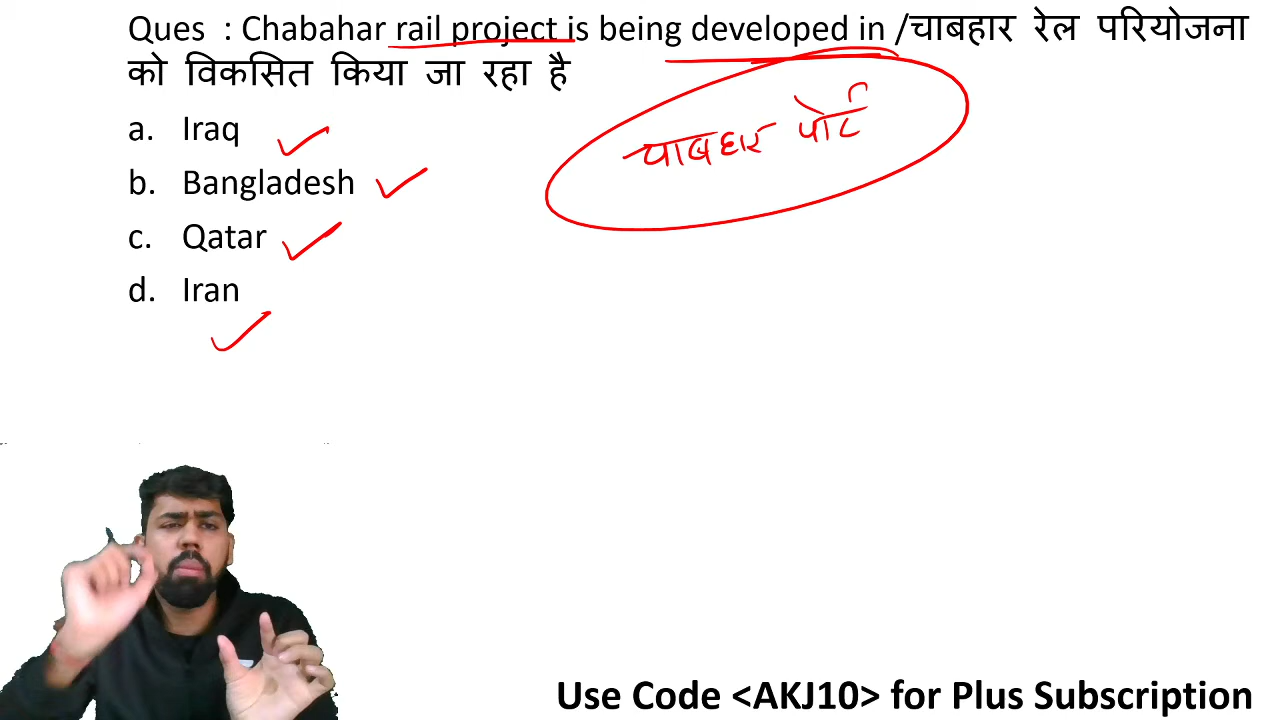 Ques : Chabahar rail project is being developed in /चाबहार रेल परियोजना
को विकसित किया जा रहा है
चाबहार पोर्ट
a. Iraq
b. Bangladesh
c. Qatar
d. Iran
Use Code <AKJ10> for Plus Subscription